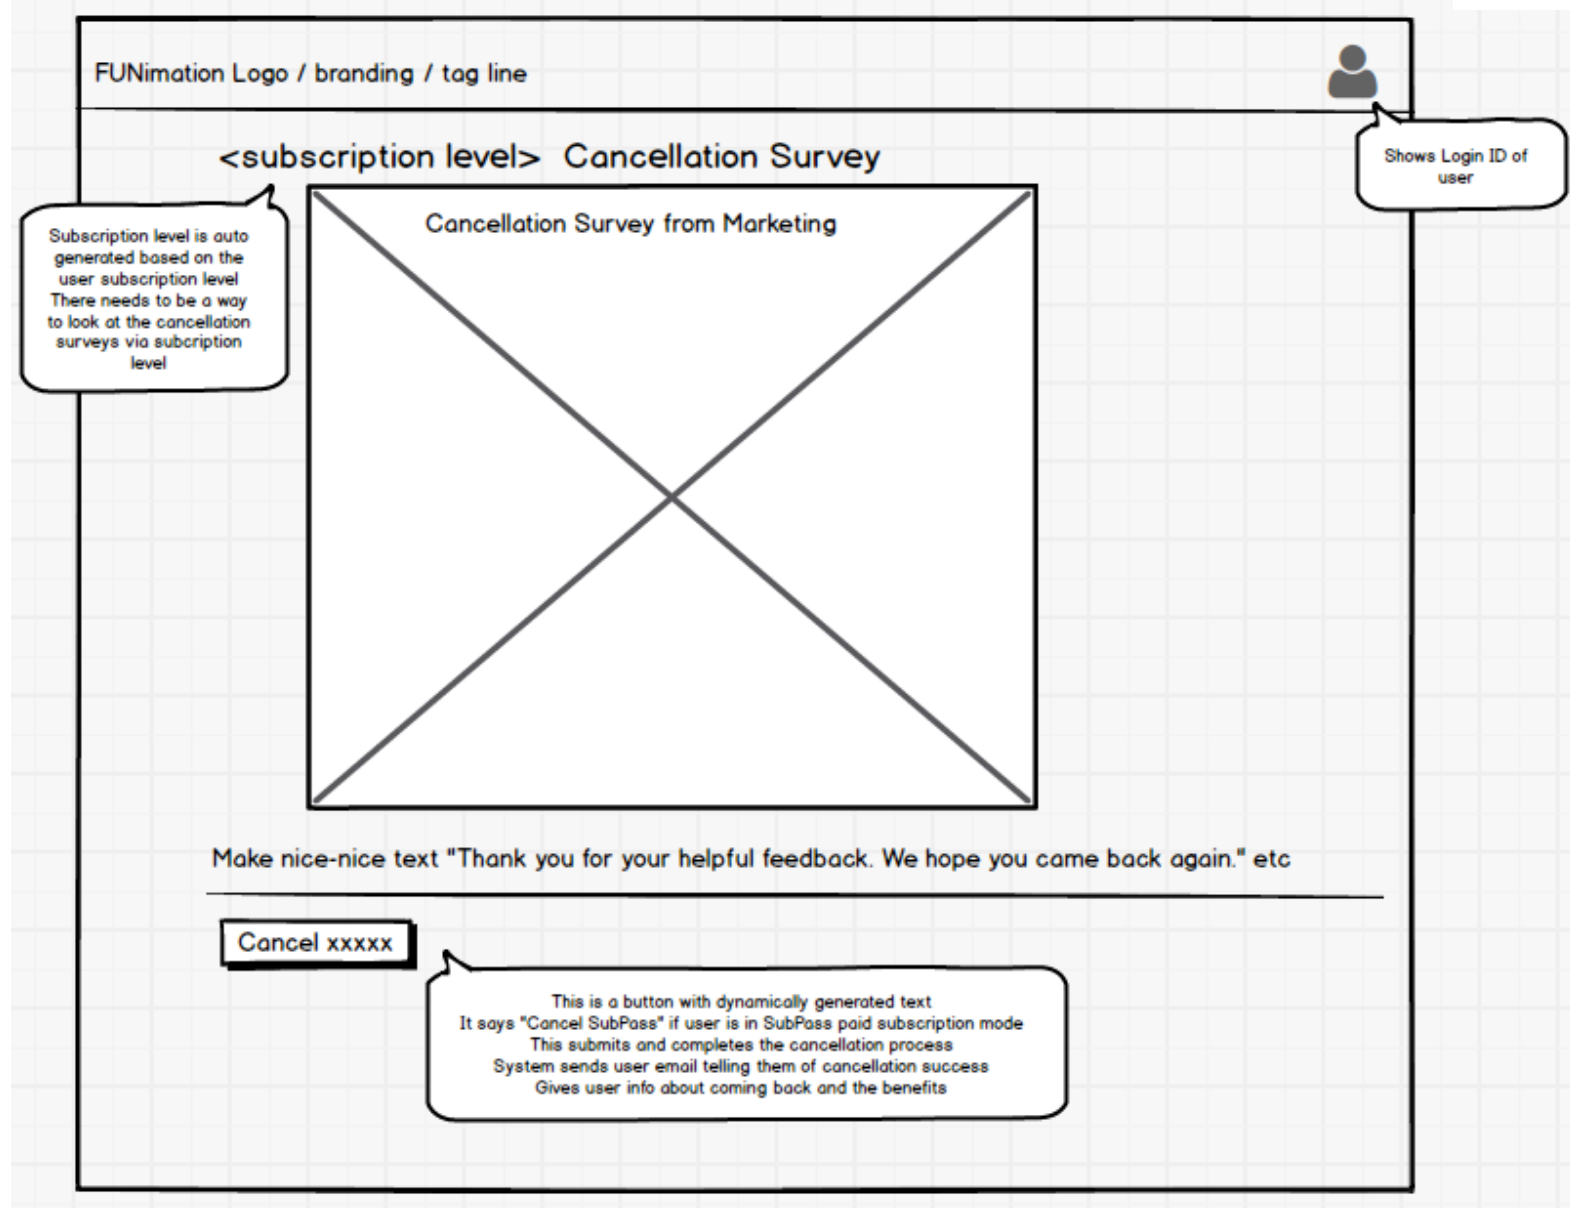 FUNimation Logo / branding / tag line
Shows Login ID of
user
<subscription level> Cancellation Survey
Subscription level is auto
generated based on the
user subscription level
There needs to be a way
to look at the cancellation
surveys via subcription
level
Cancellation Survey from Marketing
Make nice-nice text "Thank you for your helpful feedback. We hope you came back again." etc
Cancel xxxxx
This is a button with dynamically generated text
It says "Cancel SubPass" if user is in SubPass paid subscription mode
This submits and completes the cancellation process
System sends user email telling them of cancellation success
Gives user info about coming back and the benefits